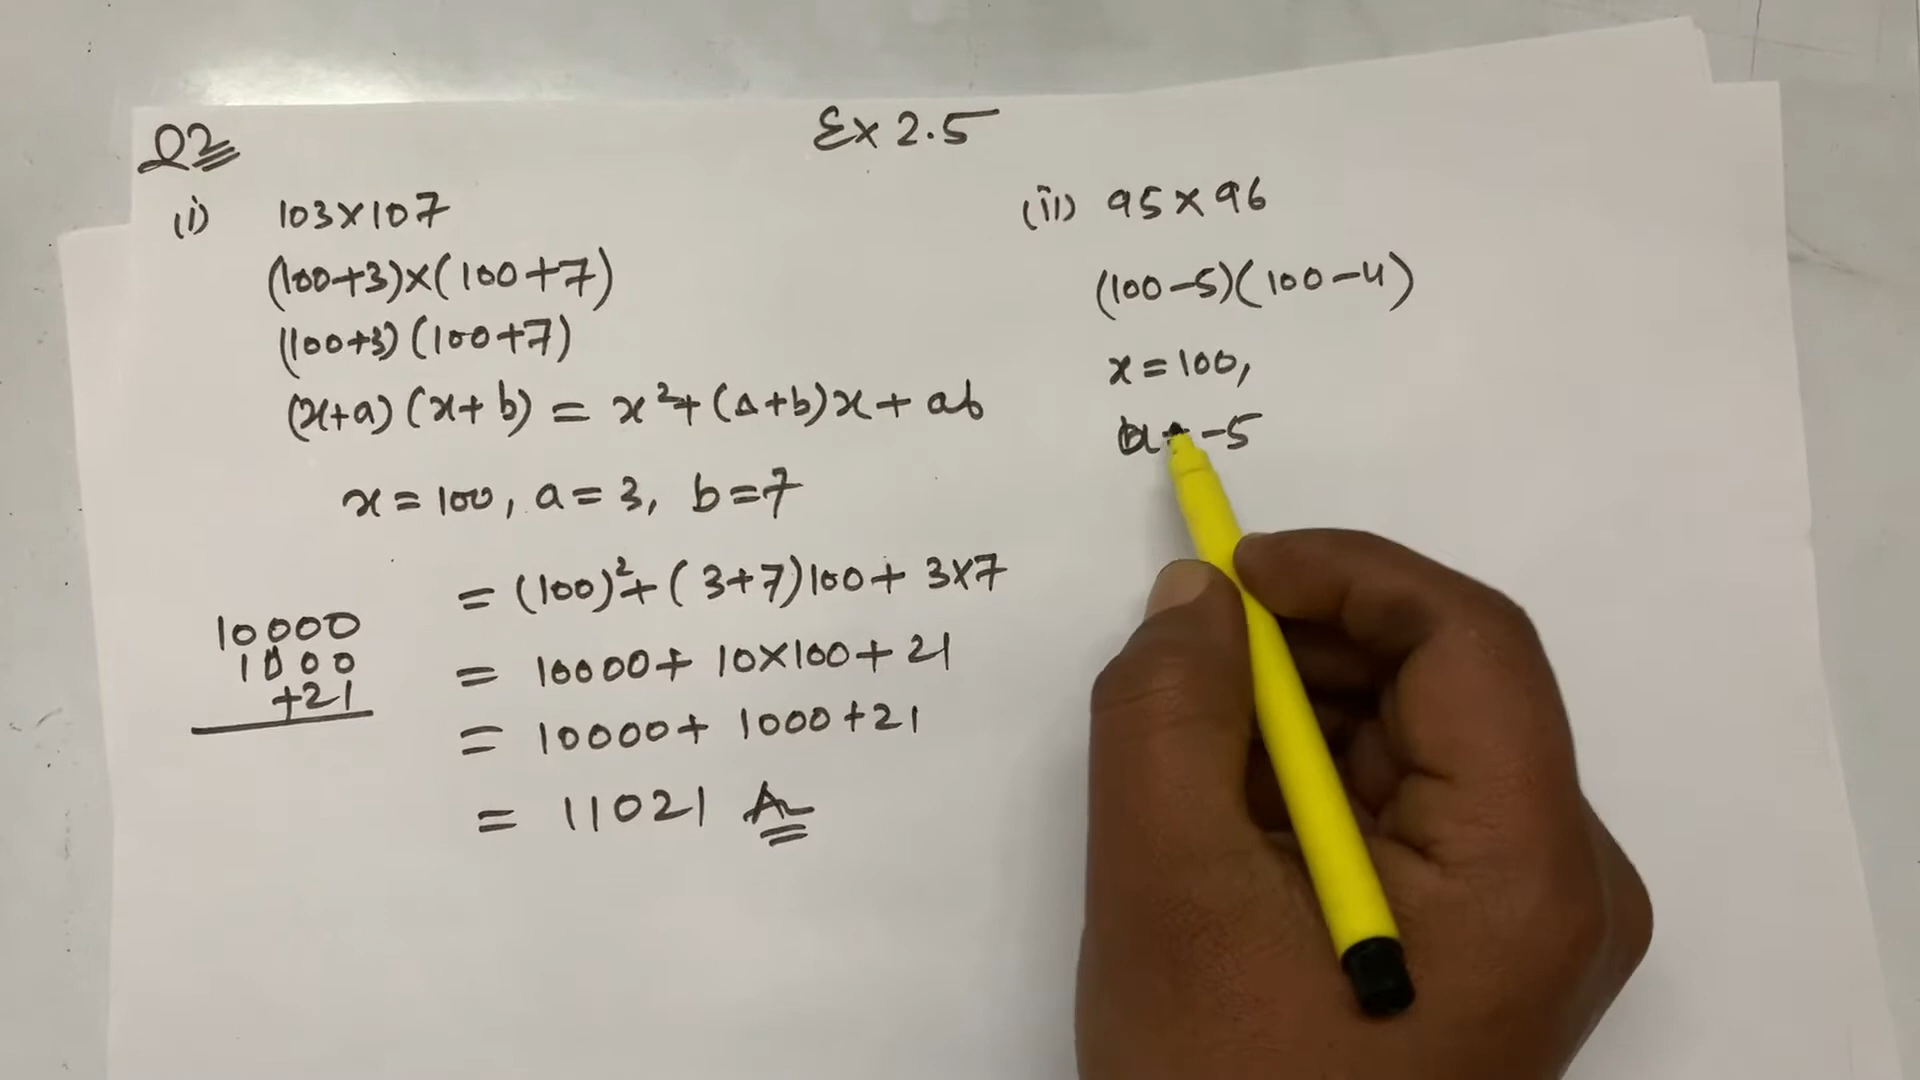 Q2
Ex 2.5
(i) 103×107
(100+3)×(100+7)
(100+3)(100+7)
(x+a)(x+b) = x²+(a+b)x+ab
x=100, a=3, b=7
= (100)²+(3+7)100+3×7
= 10000+10×100+21
= 10000+1000+21
= 11021
10000
1000
+21
(ii) 95×96
(100-5)(100-4)
x=100,
-5